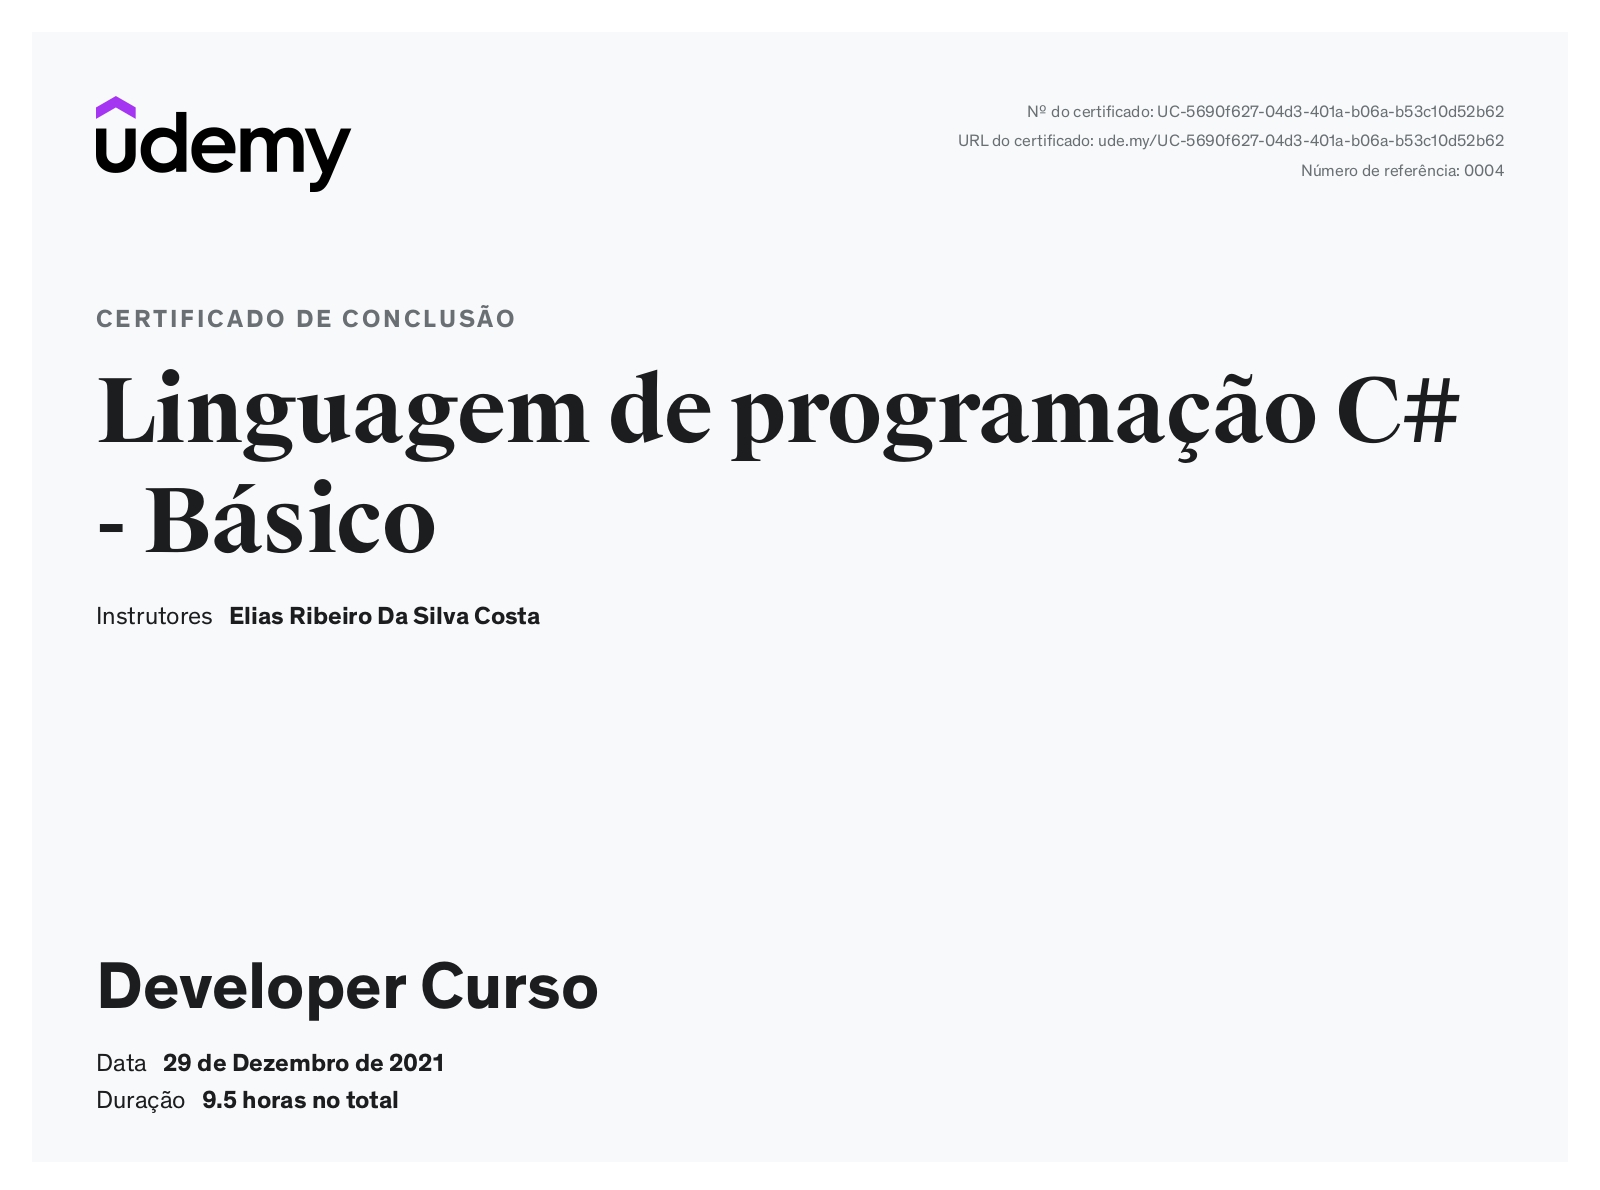 udemy
Nº do certificado: UC-5690f627-04d3-401a-b06a-b53c10d52b62
URL do certificado: ude.my/UC-5690f627-04d3-401a-b06a-b53c10d52b62
Número de referência: 0004
CERTIFICADO DE CONCLUSÃO
Linguagem de programação C#
- Básico
Instrutores Elias Ribeiro Da Silva Costa
Developer Curso
Data 29 de Dezembro de 2021
Duração 9.5 horas no total